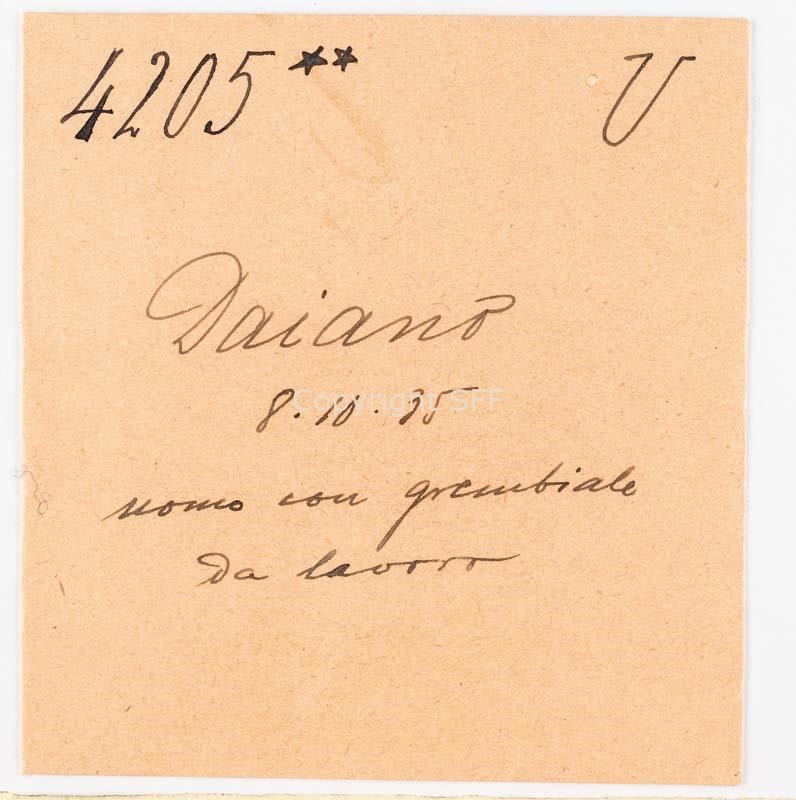 4205** U
Daiano
8.10.35
uomo con grembiale
da lavoro
Copyright SFF